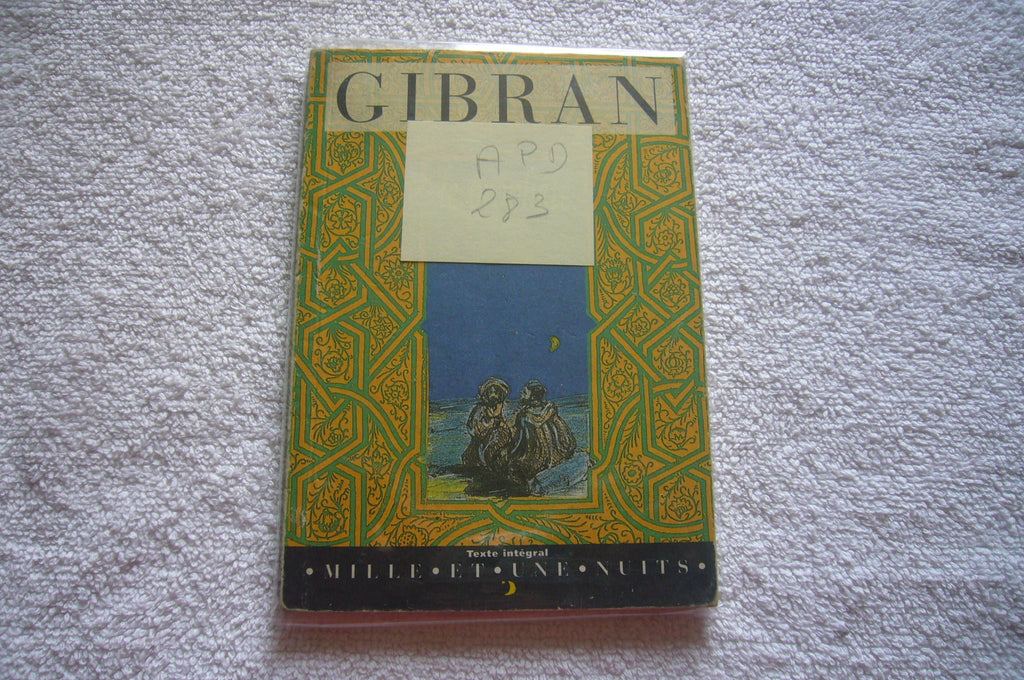 GIBRAN
APD
283
Texte intégral
• MILLE • ET • UNE • NUITS •